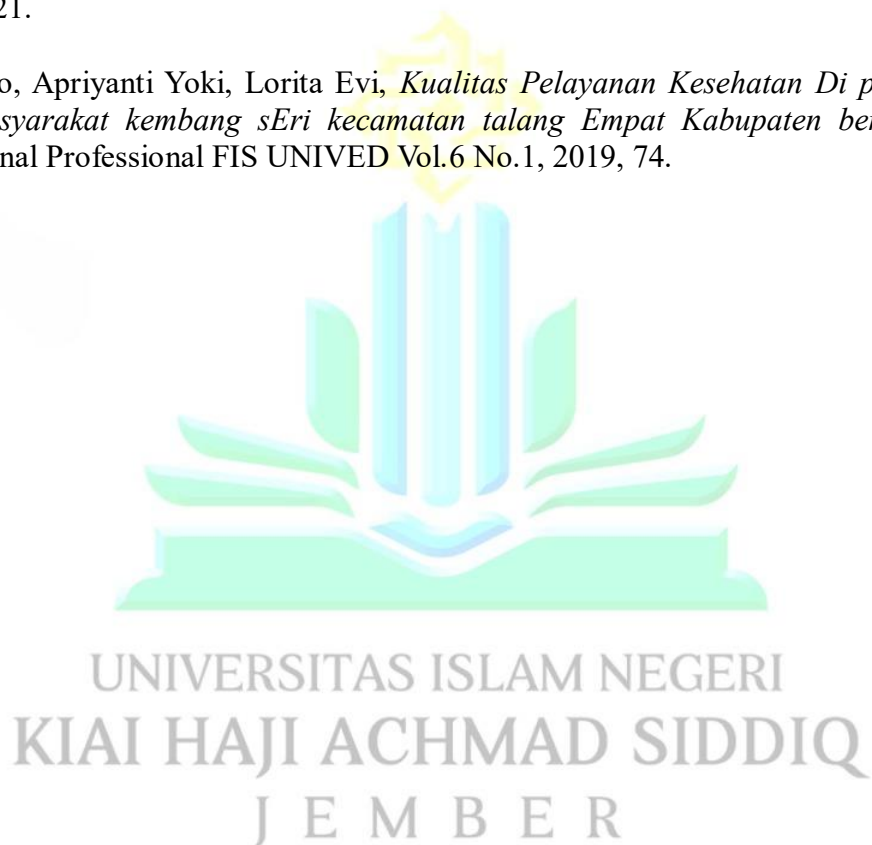 21.
o, Apriyanti Yoki, Lorita Evi, Kualitas Pelayanan Kesehatan Di p
syarakat kembang sEri kecamatan talang Empat Kabupaten ber
nal Professional FIS UNIVED Vol.6 No.1, 2019, 74.
UNIVERSITAS ISLAM NEGERI
KIAI HAJI ACHMAD SIDDIQ
JEMBER